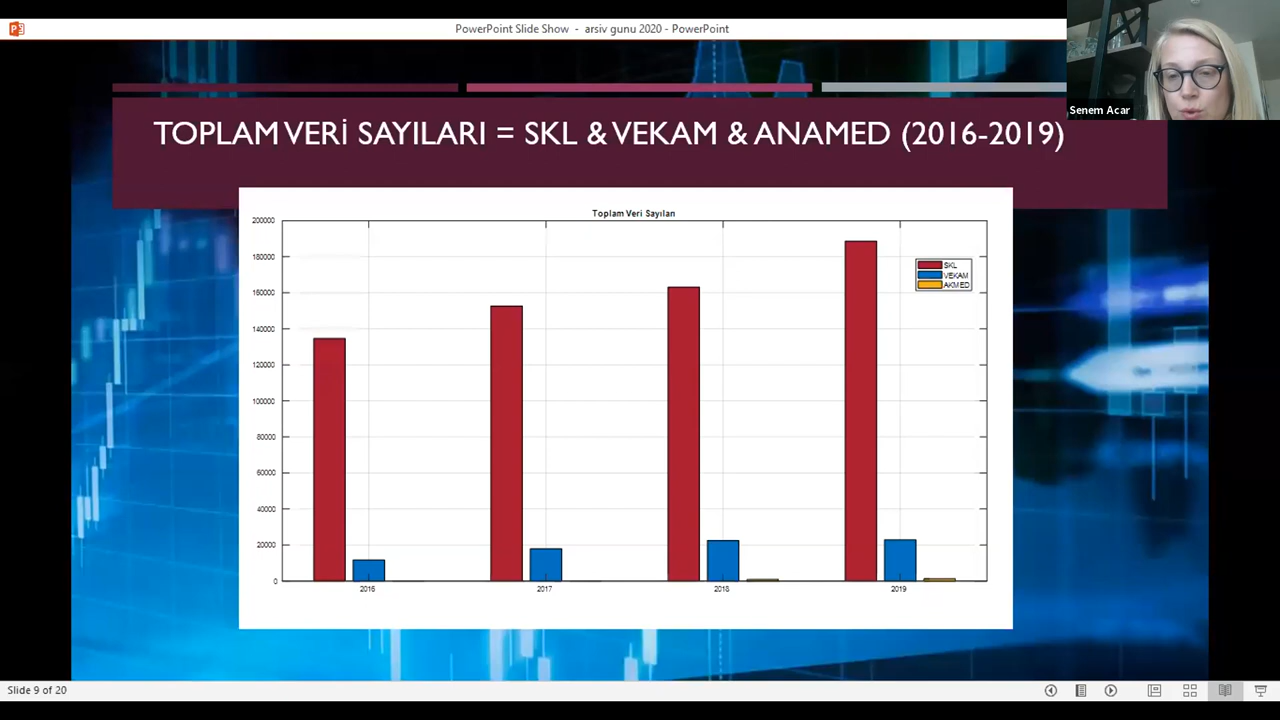 PowerPoint Slide Show - arsiv gunu 2020 - PowerPoint
Senem Acar
TOPLAM VERİ SAYILARI = SKL & VEKAM & ANAMED (2016-2019)
Toplam Veri Sayıları
200000
180000
160000
140000
120000
100000
80000
60000
40000
20000
0
SKL
VEKAM
AKMED
2016
2017
2018
2019
Slide 9 of 20